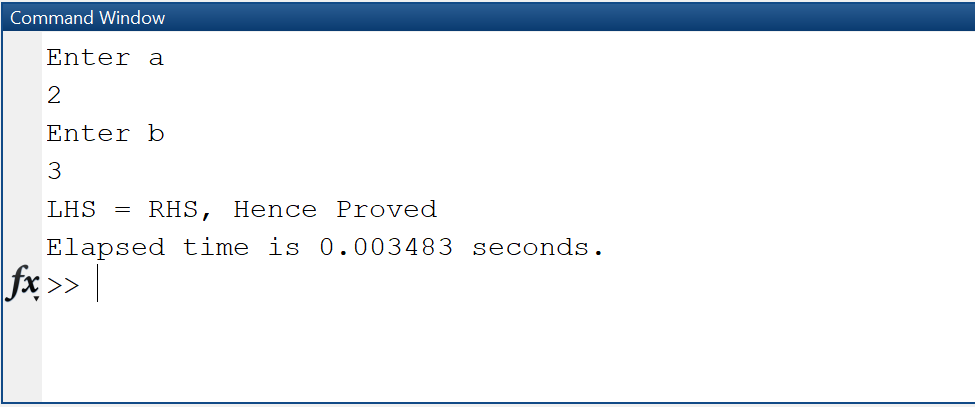 Command Window
Enter a
2
Enter b
3
LHS = RHS, Hence Proved
Elapsed time is 0.003483 seconds.
fx >>